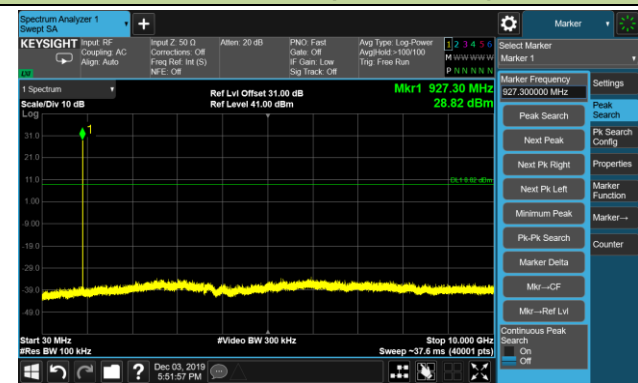 Spectrum Analyzer 1
Swept SA
+
Marker
KEYSIGHT
Input: RF
Coupling: AC
Align: Auto
Input Z: 50 Ω
Corrections: Off
Freq Ref: Int (S)
NFE: Off
Atten: 20 dB
PNO: Fast
Gate: Off
IF Gain: Low
Sig Track: Off
Avg Type: Log-Power
Avg|Hold:>100/100
Trig: Free Run
1 2 3 4 5 6
M W W W W W
P N N N N N
Select Marker
Marker 1
1 Spectrum
Scale/Div 10 dB
Log
Ref Lvl Offset 31.00 dB
Ref Level 41.00 dBm
Mkr1 927.30 MHz
28.82 dBm
1
31.0
21.0
11.0
1.00
-9.00
-19.0
-29.0
-39.0
-49.0
DL1 8.82 dBm
Start 30 MHz
#Res BW 100 kHz
#Video BW 300 kHz
Stop 10.000 GHz
Sweep ~37.6 ms (40001 pts)
Marker Frequency
927.300000 MHz
Peak Search
Next Peak
Next Pk Right
Next Pk Left
Minimum Peak
Pk-Pk Search
Marker Delta
Mkr→CF
Mkr→Ref Lvl
Continuous Peak
Search
On
Off
Settings
Peak
Search
Pk Search
Config
Properties
Marker
Function
Marker→
Counter
?
Dec 03, 2019
5:51:57 PM